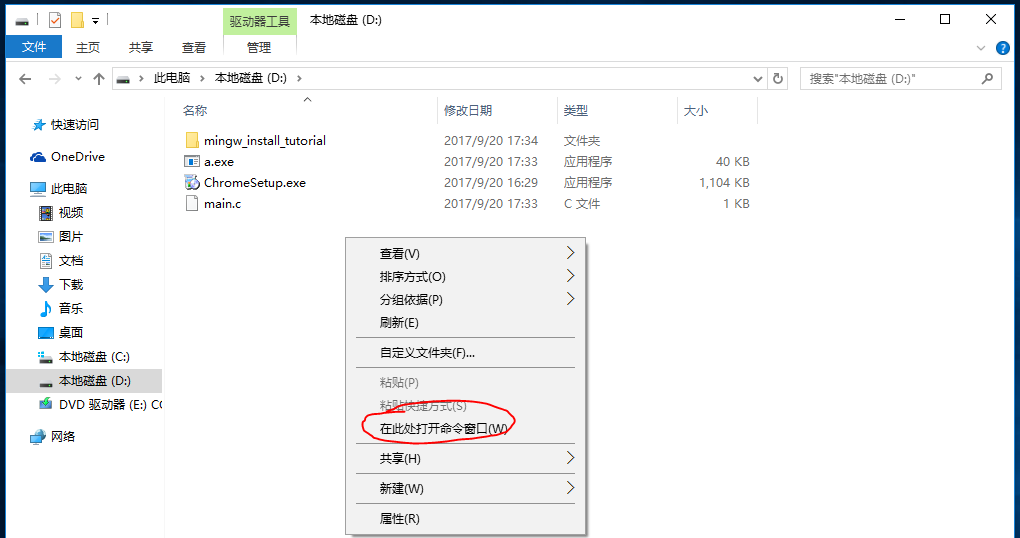 驱动器工具 本地磁盘 (D:)
文件 主页 共享 查看 管理
此电脑 本地磁盘 (D:) 搜索"本地磁盘 (D:)"
名称 修改日期 类型 大小
快速访问
OneDrive
此电脑
视频
图片
文档
下载
音乐
桌面
本地磁盘 (C:)
本地磁盘 (D:)
DVD 驱动器 (E:) CC
网络
mingw_install_tutorial 2017/9/20 17:34 文件夹
a.exe 2017/9/20 17:33 应用程序 40 KB
ChromeSetup.exe 2017/9/20 16:29 应用程序 1,104 KB
main.c 2017/9/20 17:33 C 文件 1 KB
查看(V)
排序方式(O)
分组依据(P)
刷新(E)
自定义文件夹(F)...
粘贴(P)
粘贴快捷方式(S)
在此处打开命令窗口(W)
共享(H)
新建(W)
属性(R)